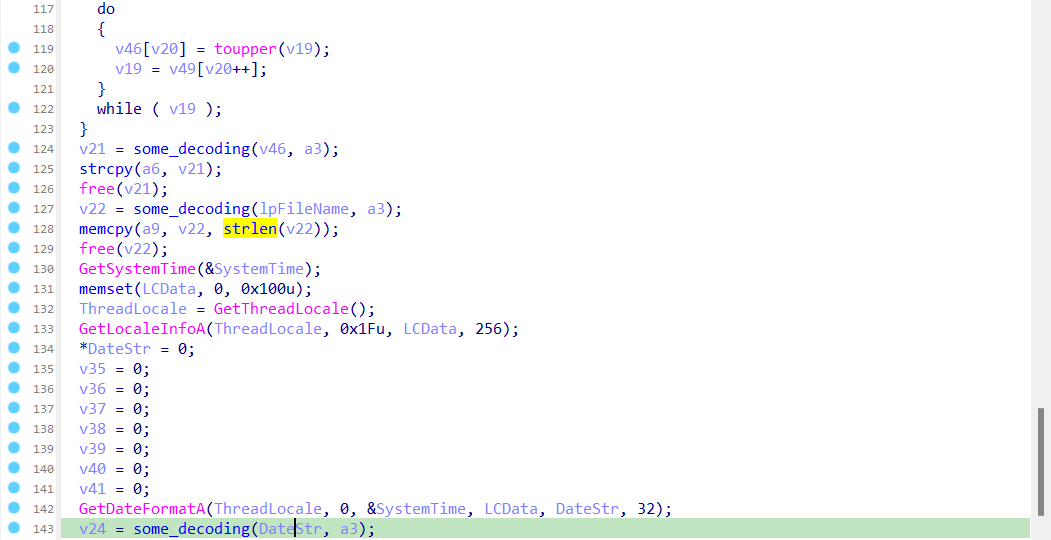 117 do
118 {
119 v46[v20] = toupper(v19);
120 v19 = v49[v20++];
121 }
122 while ( v19 );
123 }
124 v21 = some_decoding(v46, a3);
125 strcpy(a6, v21);
126 free(v21);
127 v22 = some_decoding(lpFileName, a3);
128 memcpy(a9, v22, strlen(v22));
129 free(v22);
130 GetSystemTime(&SystemTime);
131 memset(LCData, 0, 0x100u);
132 ThreadLocale = GetThreadLocale();
133 GetLocaleInfoA(ThreadLocale, 0x1Fu, LCData, 256);
134 *DateStr = 0;
135 v35 = 0;
136 v36 = 0;
137 v37 = 0;
138 v38 = 0;
139 v39 = 0;
140 v40 = 0;
141 v41 = 0;
142 GetDateFormatA(ThreadLocale, 0, &SystemTime, LCData, DateStr, 32);
143 v24 = some_decoding(DateStr, a3);